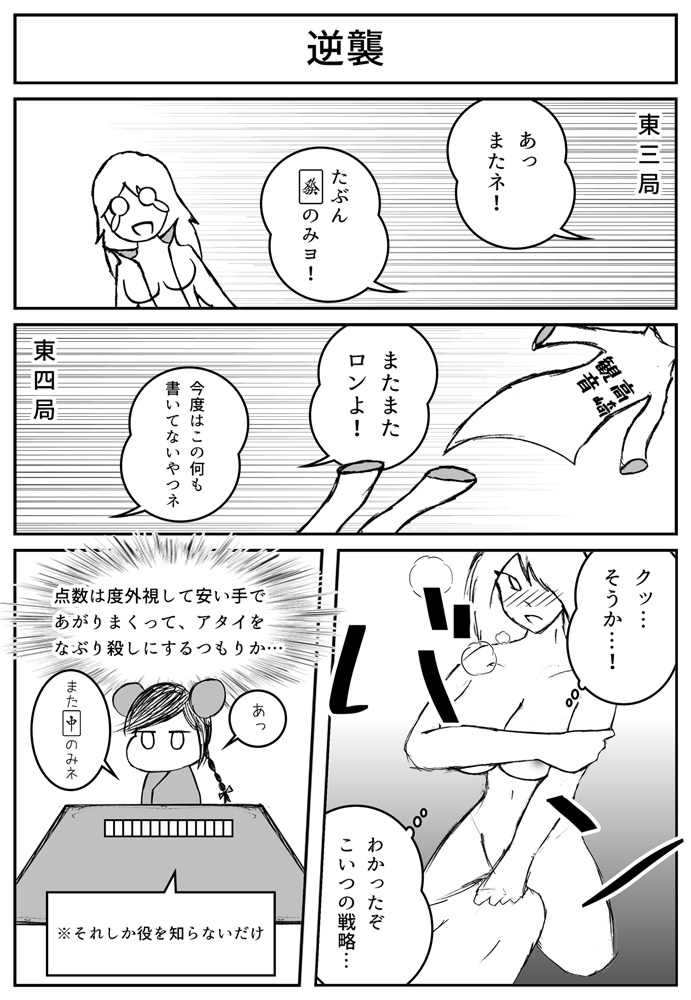 逆襲
東三局
あっ
またネ！
たぶん
發のみヨ！
高崎
観音
またまた
ロンよ！
東四局
今度はこの何も
書いてないやつネ
クッ…
そうか…！
わかったぞ
こいつの戦略…
点数は度外視して安い手で
あがりまくって、アタイを
なぶり殺しにするつもりか…
あっ
また中のみネ
※それしか役を知らないだけ